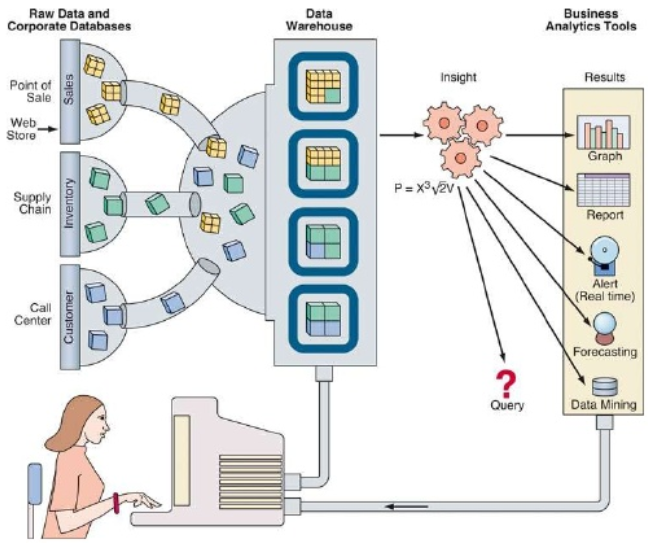 Raw Data and
Corporate Databases
Data
Warehouse
Business
Analytics Tools
Point of
Sale
Web
Store
Sales
Supply
Chain
Inventory
Call
Center
Customer
Insight
P = X³√2V
Results
Graph
Report
Alert
(Real time)
Forecasting
Data Mining
?
Query